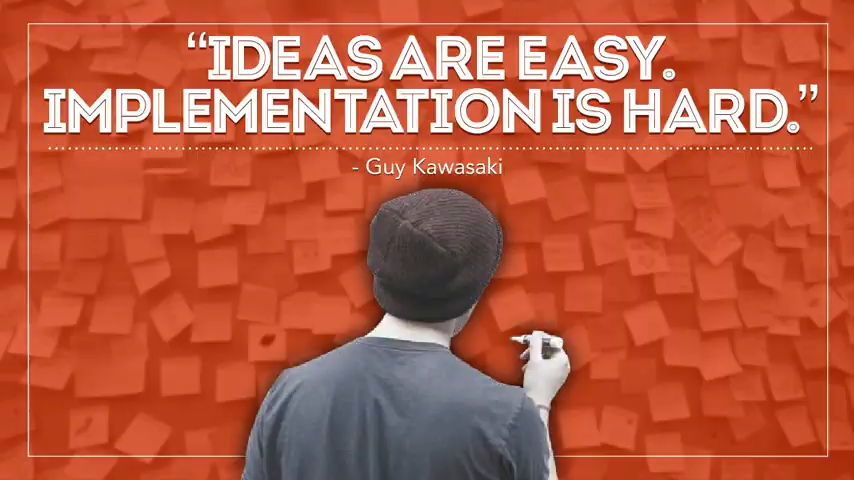 “IDEAS ARE EASY.
IMPLEMENTATION IS HARD.”
- Guy Kawasaki